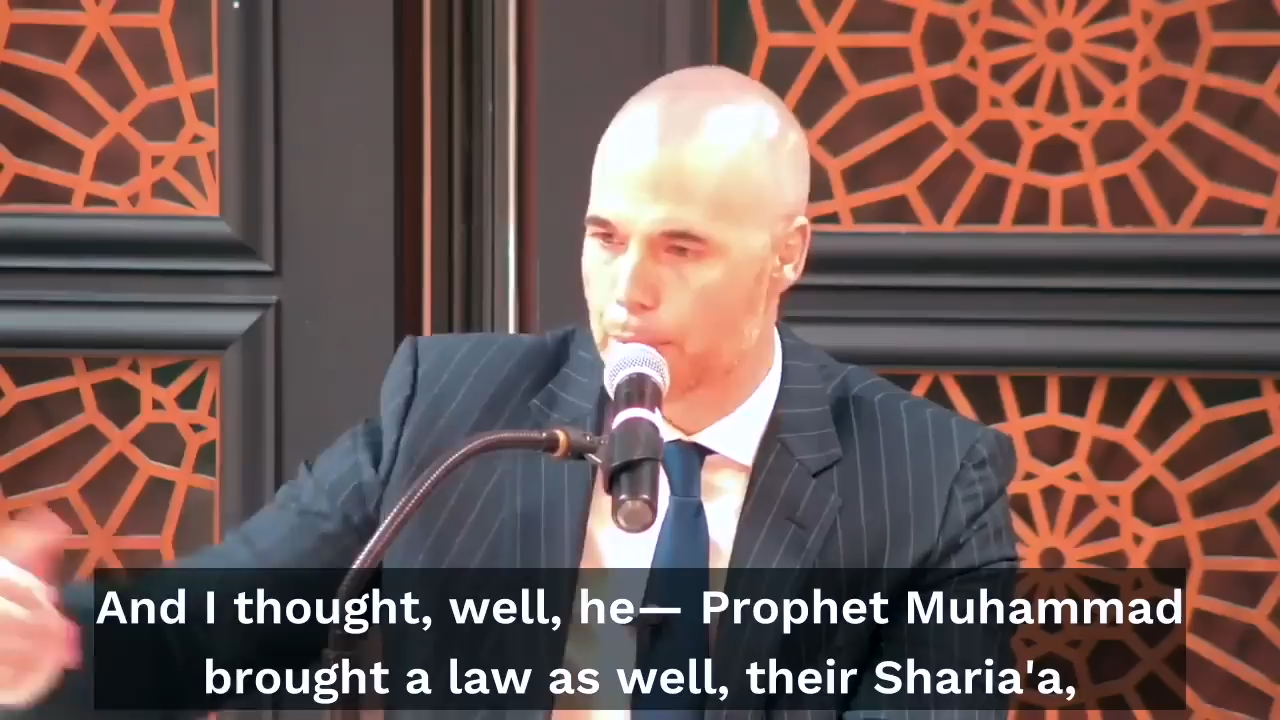 And I thought, well, he— Prophet Muhammad
brought a law as well, their Sharia'a,